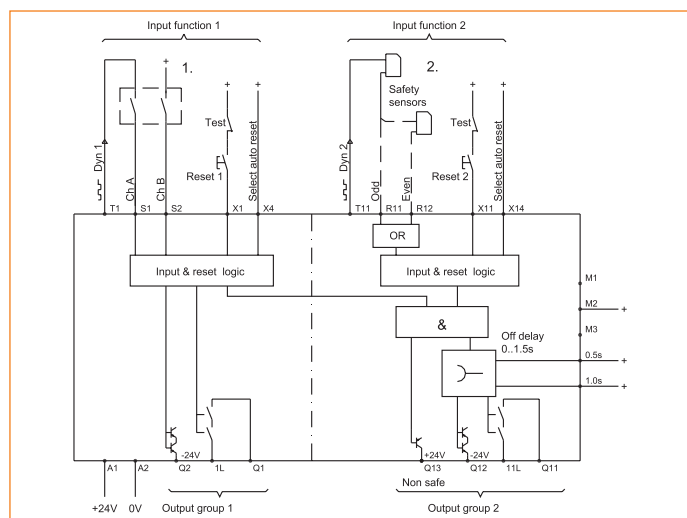 Input function 1
Input function 2
+ 1.
2.
+ + + +
Safety
sensors
Test
Test
Dyn 1
Ch A
Ch B
Reset 1
Select auto reset
Dyn 2
Odd
Even
Reset 2
Select auto reset
T1 S1 S2 X1 X4 T11 R11 R12 X11 X14
OR
Input & reset logic
Input & reset logic
M1
M2 +
&
M3
Off delay
0..1.5s
0.5s +
1.0s +
-24V +24V -24V
A1 A2 Q2 1L Q1 Q13 Q12 11L Q11
Non safe
+24V 0V Output group 1 Output group 2